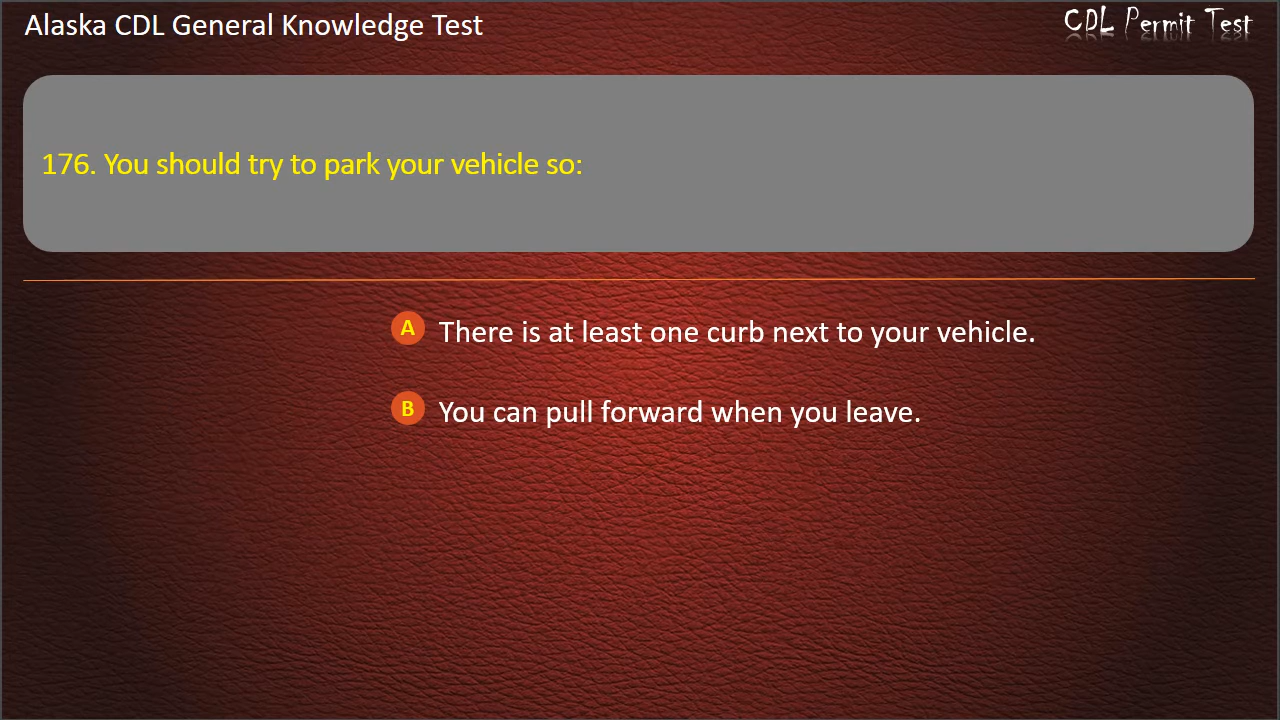 Alaska CDL General Knowledge Test
CDL Permit Test
176. You should try to park your vehicle so:
A There is at least one curb next to your vehicle.
B You can pull forward when you leave.